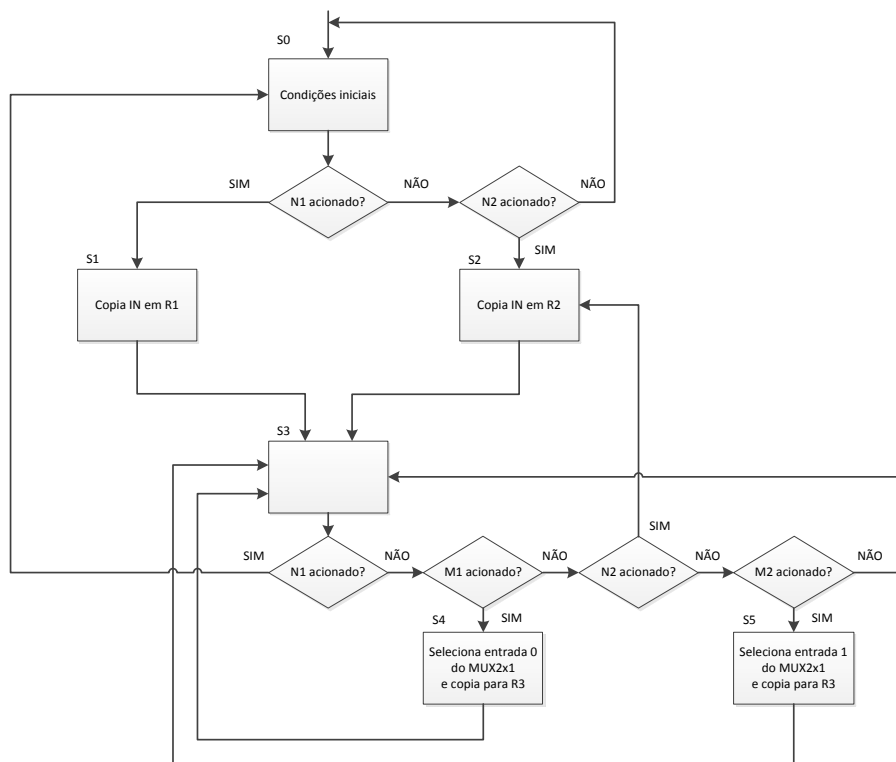 S0
Condições iniciais
SIM
N1 acionado?
NÃO
N2 acionado?
NÃO
SIM
S1
Copia IN em R1
S2
Copia IN em R2
S3
SIM
N1 acionado?
NÃO
M1 acionado?
NÃO
SIM
N2 acionado?
NÃO
M2 acionado?
NÃO
S4
SIM
Seleciona entrada 0
do MUX2x1
e copia para R3
S5
SIM
Seleciona entrada 1
do MUX2x1
e copia para R3